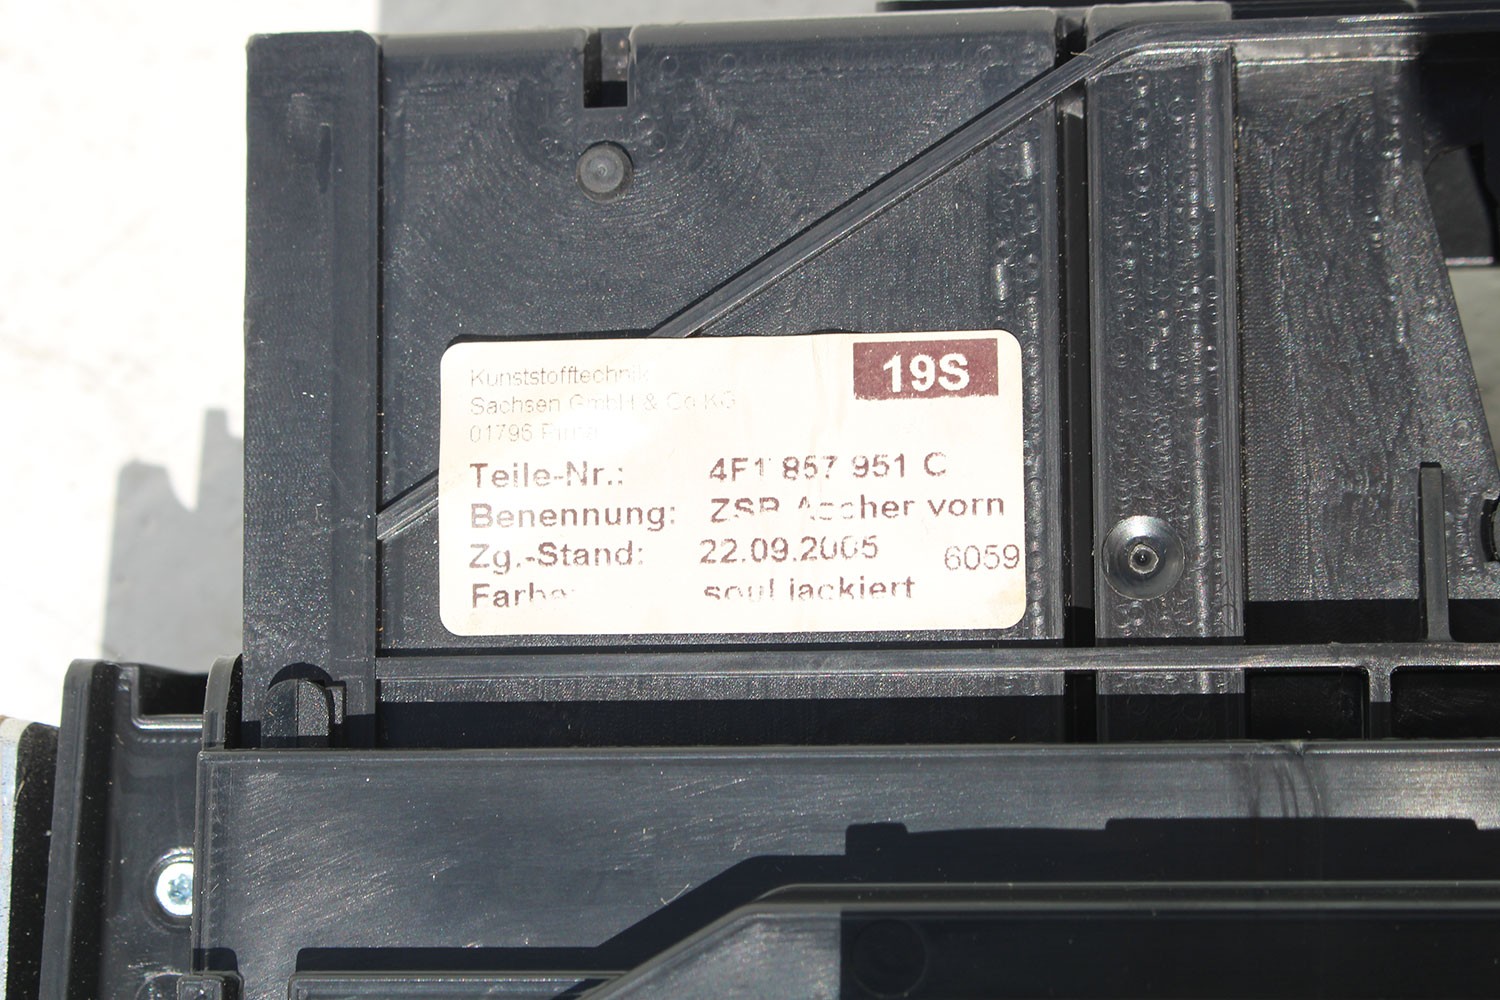 Kunststofftechnik
Sachsen GmbH & Co KG
01796 Pirna
19S
Teile-Nr.: 4F1 857 951 C
Benennung: ZSB Ascher vorn
Zg.-Stand: 22.09.2005 6059
Farbe: soul